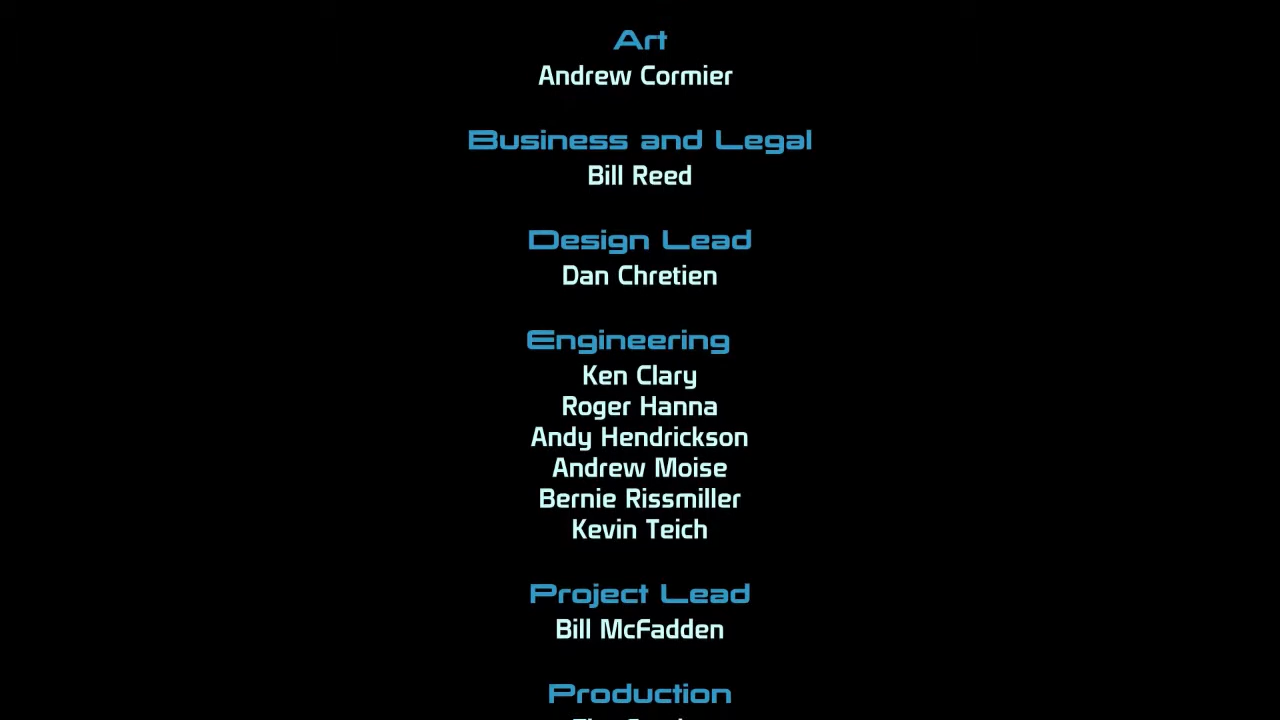 Art
Andrew Cormier
Business and Legal
Bill Reed
Design Lead
Dan Chretien
Engineering
Ken Clary
Roger Hanna
Andy Hendrickson
Andrew Moise
Bernie Rissmiller
Kevin Teich
Project Lead
Bill McFadden
Production